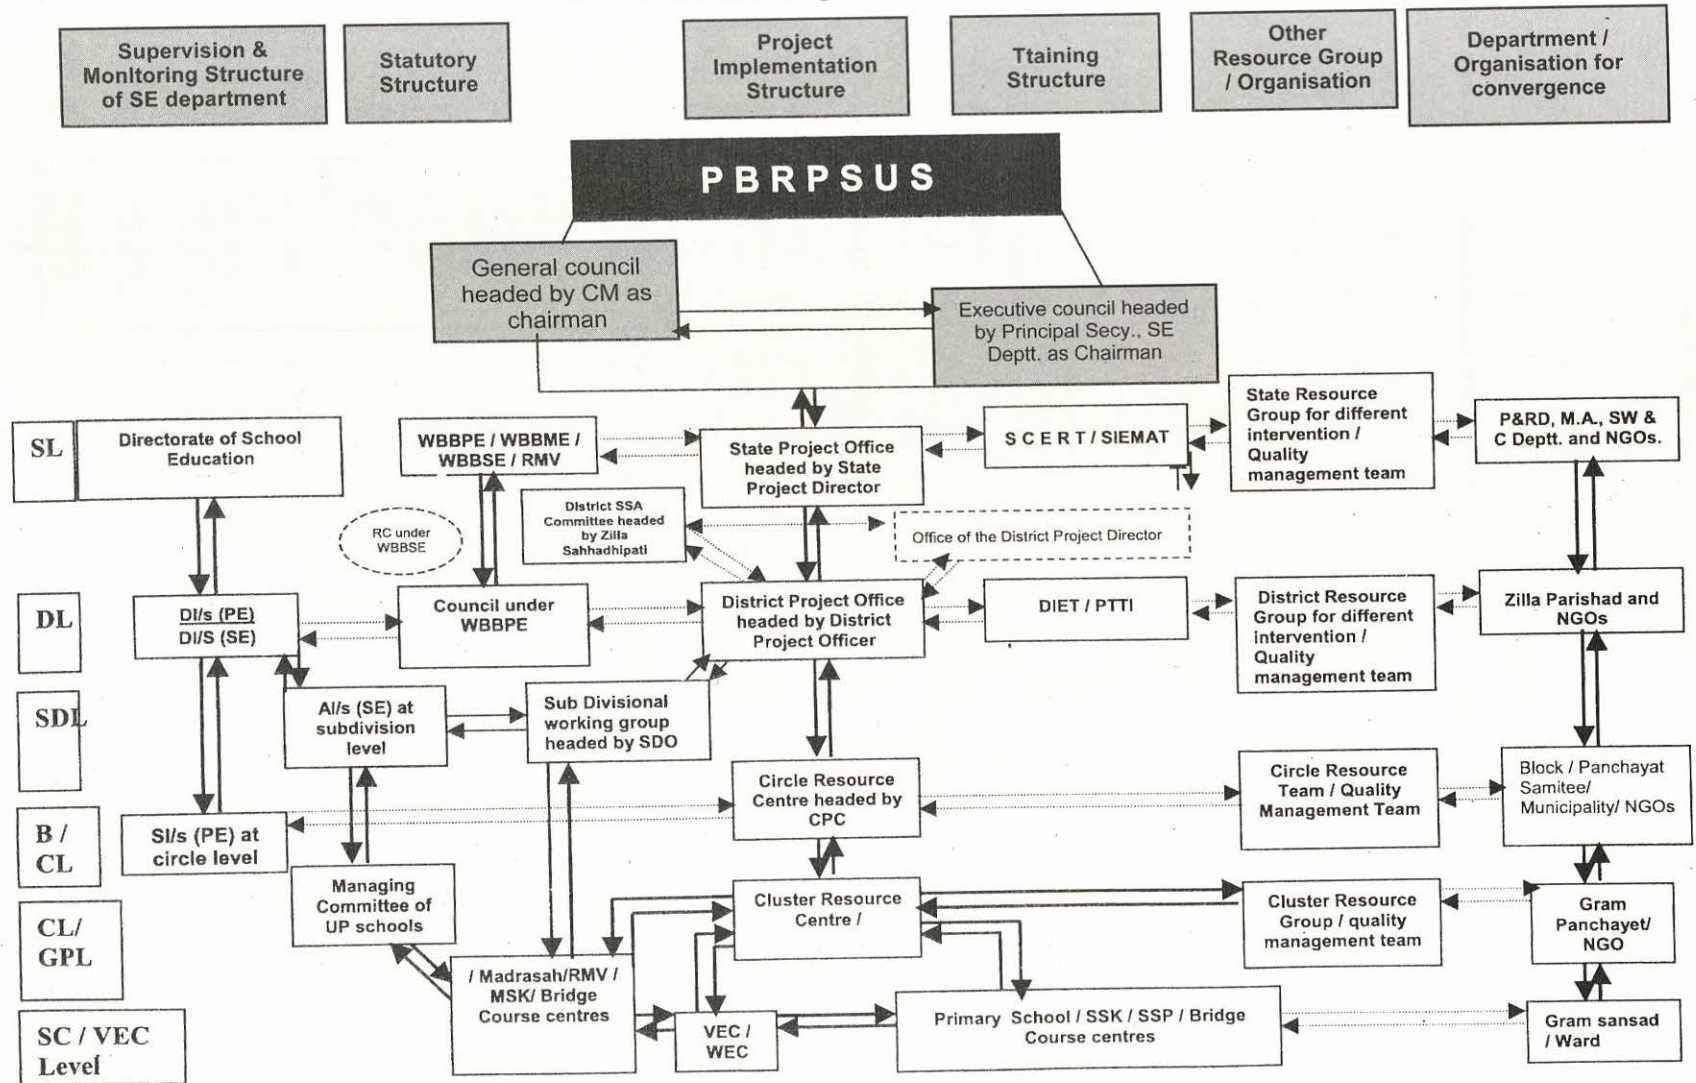 Supervision &
MonItoring Structure
of SE department
Statutory
Structure
Project
Implementation
Structure
Ttaining
Structure
Other
Resource Group
/ Organisation
Departrment /
Organisation for
convergence
PBRPSUS
General council
headed by CM as
chairman
Executive council headed
by Principal Secy., SE
Deptt. as Chairman
SL
Directorate of School
Education
WBBPE / WBBME /
WBBSE / RMV
State Project Office
headed by State
Project Director
S C E R T / SIEMAT
State Resource
Group for different
intervention /
Quality
management team
P&RD, M.A., SW &
C Deptt. and NGOs.
RC under
WBBSE
District SSA
Committee headed
by Zilla
Sahhadhipati
Office of the District Project Director
DL
DI/s (PE)
DI/S (SE)
Council under
WBBPE
District Project Office
headed by District
Project Officer
DIET / PTTI
District Resource
Group for different
intervention /
Quality
management team
Zilla Parishad and
NGOs
SDL
AI/s (SE) at
subdivision
level
Sub Divisional
working group
headed by SDO
B /
CL
SI/s (PE) at
circle level
Circle Resource
Centre headed by
CPC
Circle Resource
Team / Quality
Management Team
Block / Panchayat
Samitee/
Municipality/ NGOs
CL/
GPL
Managing
Committee of
UP schools
Cluster Resource
Centre /
Cluster Resource
Group / quality
management team
Gram
Panchayet/
NGO
SC / VEC
Level
/ Madrasah/RMV /
MSK/ Bridge
Course centres
VEC /
WEC
Primary School / SSK / SSP / Bridge
Course centres
Gram sansad
/ Ward